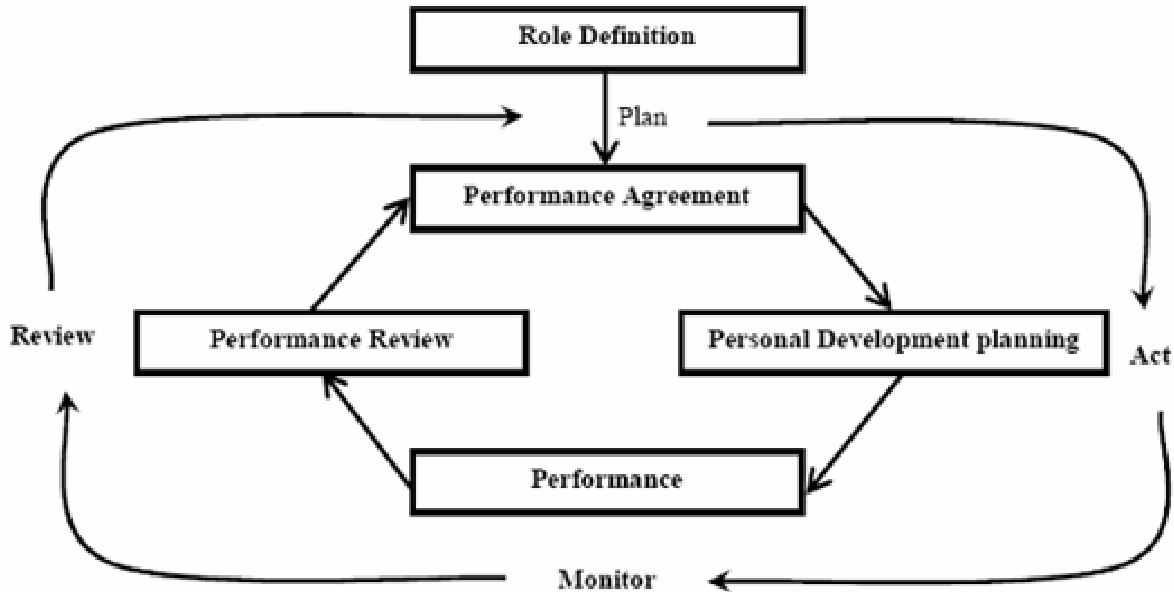 Role Definition
Plan
Performance Agreement
Review
Performance Review
Personal Development planning
Act
Performance
Monitor